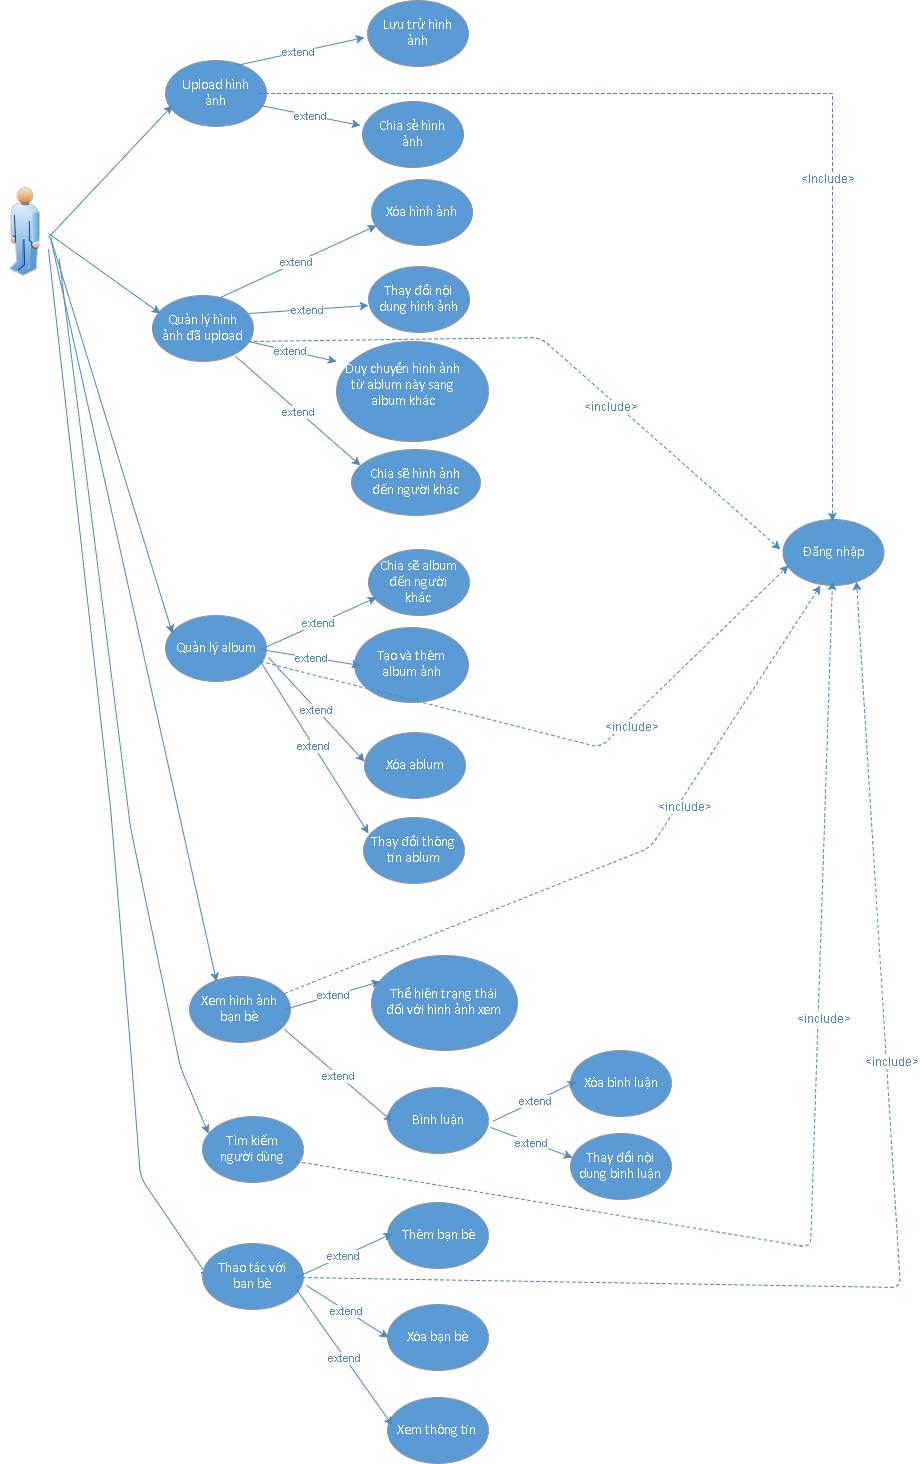 Lưu trử hình
ảnh
extend
Upload hình
ảnh
extend
Chia sẻ hình
ảnh
<include>
Xóa hình ảnh
extend
Thay đổi nội
dung hình ảnh
extend
Quản lý hình
ảnh đã upload
extend
Duy chuyển hình ảnh
từ ablum này sang
album khác
extend
<include>
Chia sẽ hình ảnh
đến người khác
Đăng nhập
Chia sẽ album
đến người
khác
extend
Quản lý album
extend
Tạo và thêm
album ảnh
extend
<include>
extend
Xóa ablum
<include>
Thay đổi thông
tin ablum
Xem hình ảnh
bạn bè
extend
Thể hiện trạng thái
đối với hình ảnh xem
<include>
<include>
extend
Xóa bình luận
extend
Bình luận
extend
Thay đổi nội
dung bình luận
Tìm kiếm
người dùng
Thêm bạn bè
extend
Thao tác với
bạn bè
extend
Xóa bạn bè
extend
Xem thông tin